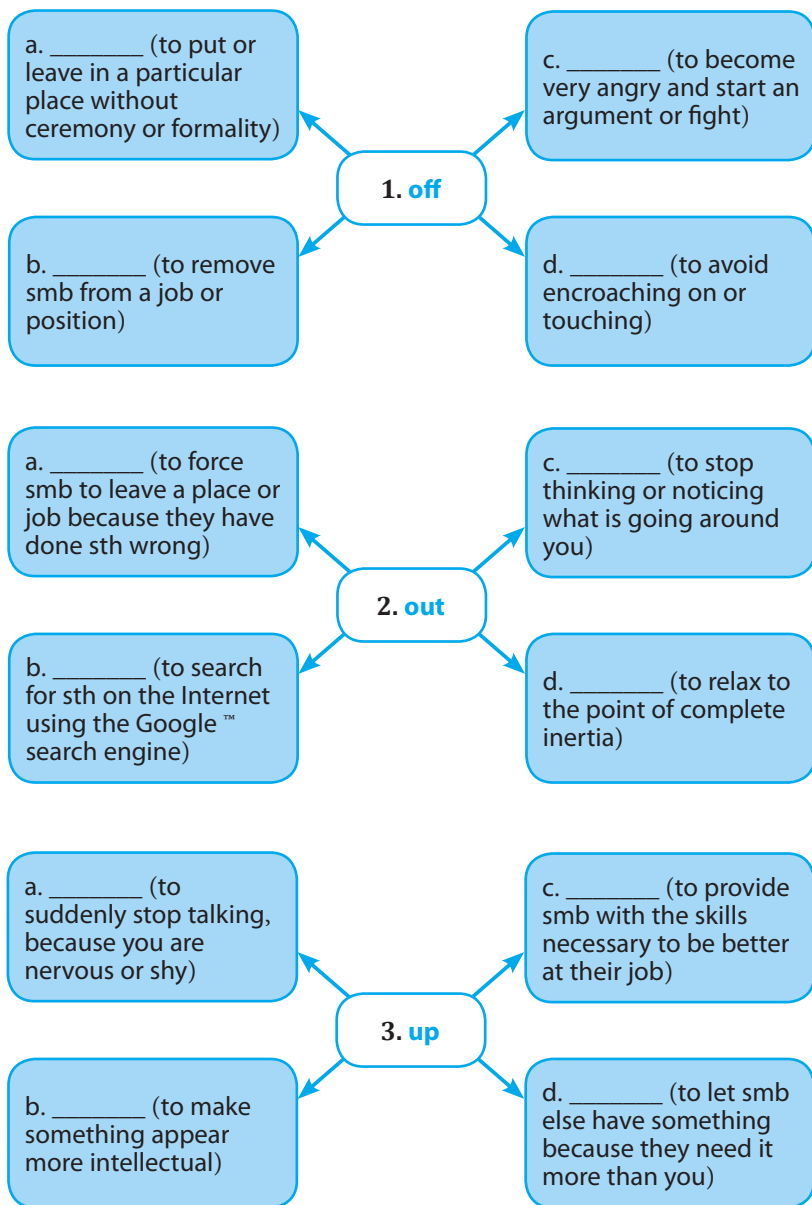 a. _______ (to put or
leave in a particular
place without
ceremony or formality)
c. _______ (to become
very angry and start an
argument or fight)
1. off
b. _______ (to remove
smb from a job or
position)
d. _______ (to avoid
encroaching on or
touching)
a. _______ (to force
smb to leave a place or
job because they have
done sth wrong)
c. _______ (to stop
thinking or noticing
what is going around
you)
2. out
b. _______ (to search
for sth on the Internet
using the Google ™
search engine)
d. _______ (to relax to
the point of complete
inertia)
a. _______ (to
suddenly stop talking,
because you are
nervous or shy)
c. _______ (to provide
smb with the skills
necessary to be better
at their job)
3. up
b. _______ (to make
something appear
more intellectual)
d. _______ (to let smb
else have something
because they need it
more than you)